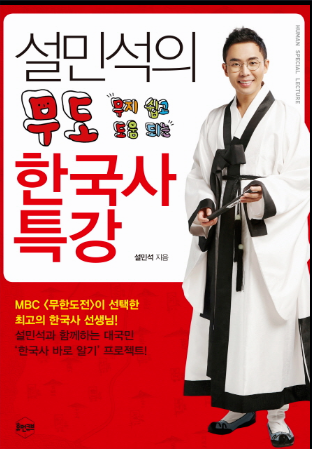 설민석의
무도
무지 쉽고
도움 되는
한국사
특강
설민석 지음
HUMAN SPECIAL LECTURE
MBC 〈무한도전〉이 선택한
최고의 한국사 선생님!
설민석과 함께하는 대국민
‘한국사 바로 알기’ 프로젝트!